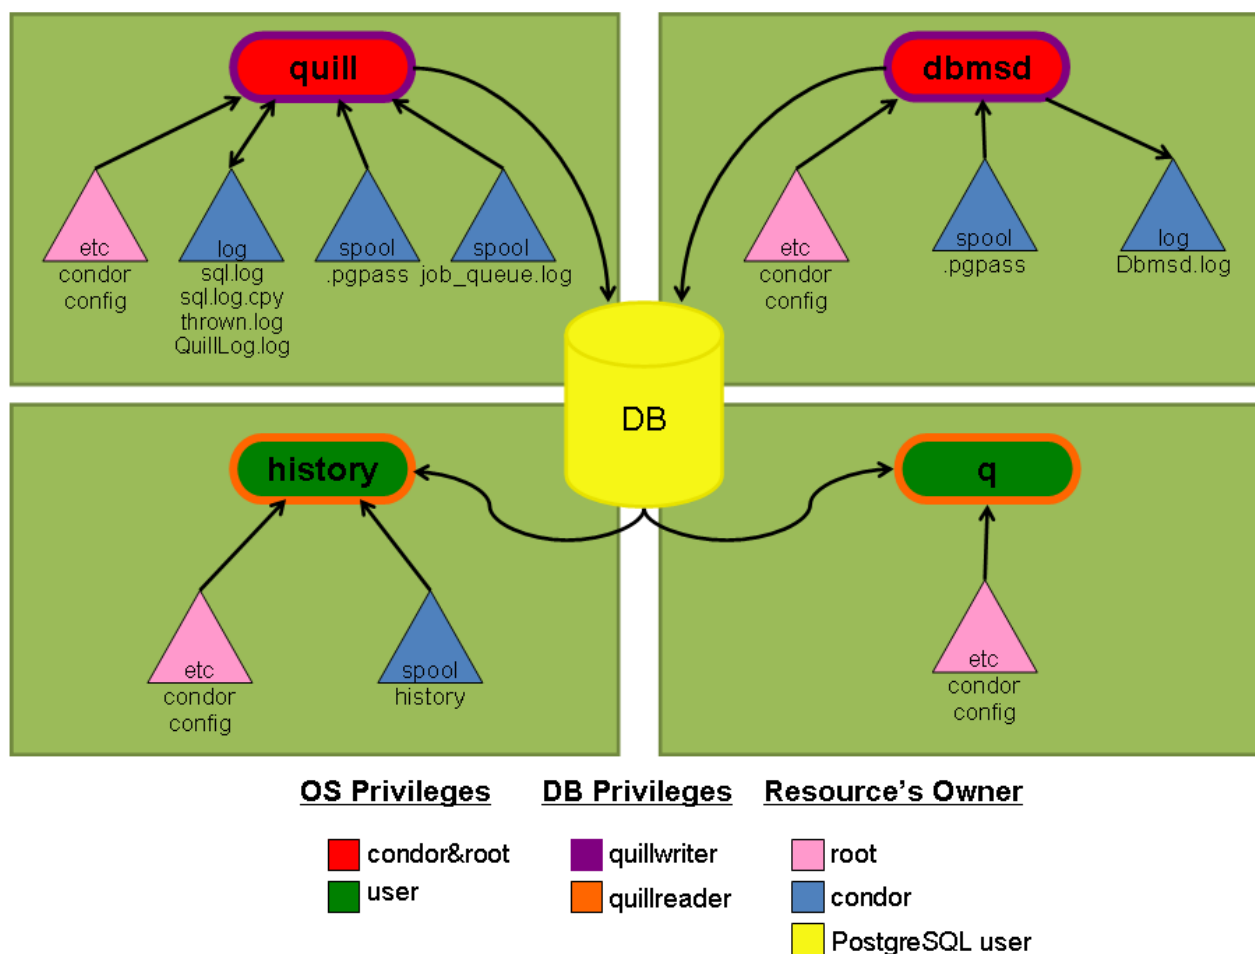 quill
etc
condor
config
log
sql.log
sql.log.cpy
thrown.log
QuillLog.log
spool
.pgpass
spool
job_queue.log
dbmsd
etc
condor
config
spool
.pgpass
log
Dbmsd.log
DB
history
etc
condor
config
spool
history
q
etc
condor
config
OS Privileges
condor&root
user
DB Privileges
quillwriter
quillreader
Resource's Owner
root
condor
PostgreSQL user